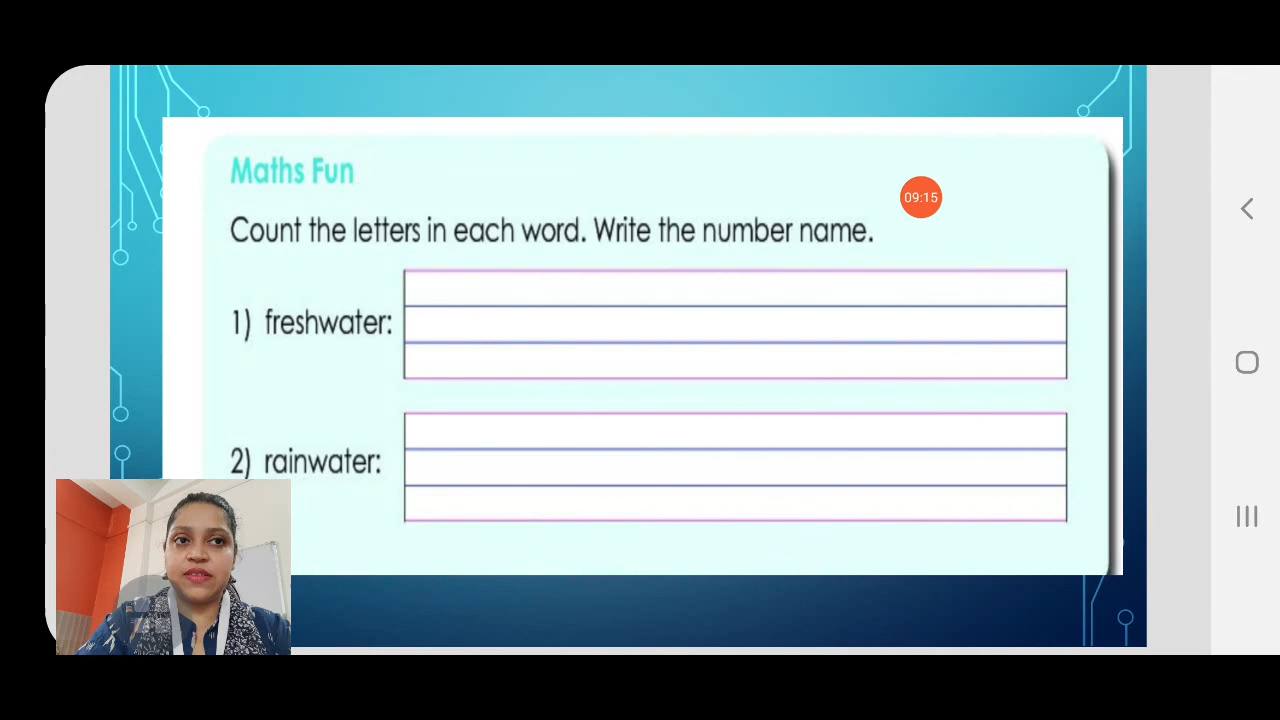 Maths Fun
09:15
Count the letters in each word. Write the number name.
1) freshwater:
2) rainwater: